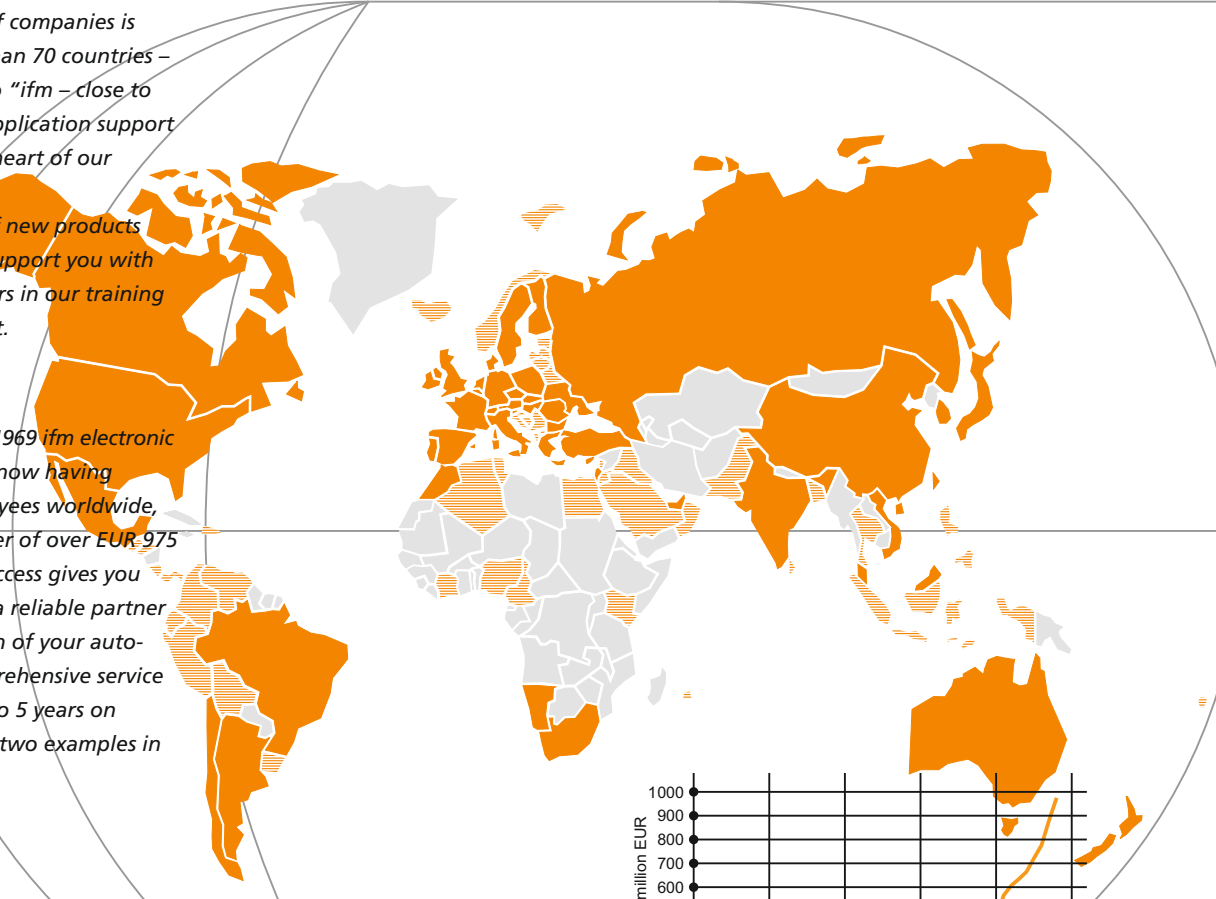 f companies is
an 70 countries –
o “ifm – close to
pplication support
heart of our
f new products
upport you with
rs in our training
t.
1969 ifm electronic
now having
yees worldwide,
er of over EUR 975
ccess gives you
a reliable partner
n of your auto-
rehensive service
o 5 years on
two examples in
1000
900
800
700
600
million EUR